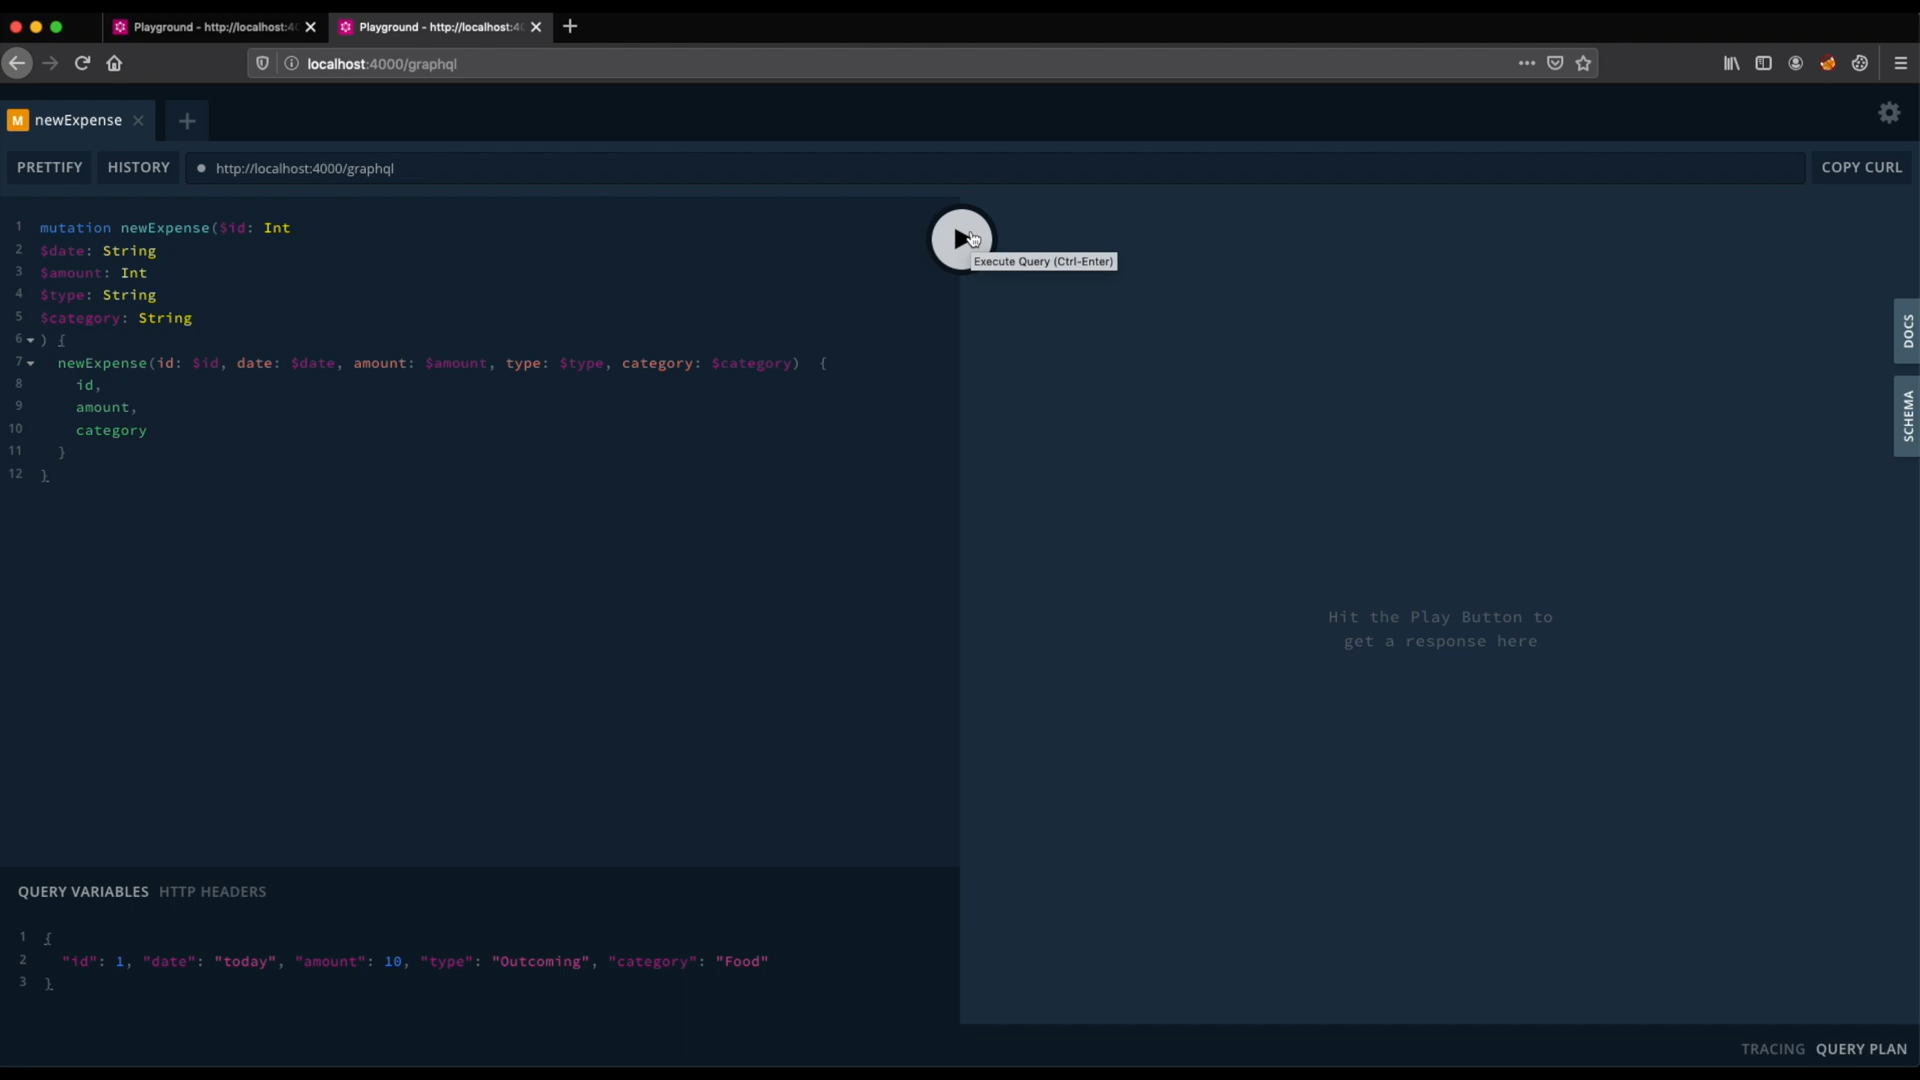 Playground - http://localhost:4
Playground - http://localhost:4
localhost:4000/graphql
M newExpense
PRETTIFY HISTORY http://localhost:4000/graphql COPY CURL
1 mutation newExpense($id: Int
2 $date: String
3 $amount: Int
4 $type: String
5 $category: String
6 ) {
7 newExpense(id: $id, date: $date, amount: $amount, type: $type, category: $category) {
8 id,
9 amount,
10 category
11 }
12 }
Execute Query (Ctrl-Enter)
DOCS
SCHEMA
Hit the Play Button to
get a response here
QUERY VARIABLES HTTP HEADERS
1 {
2 "id": 1, "date": "today", "amount": 10, "type": "Outcoming", "category": "Food"
3 }
TRACING QUERY PLAN